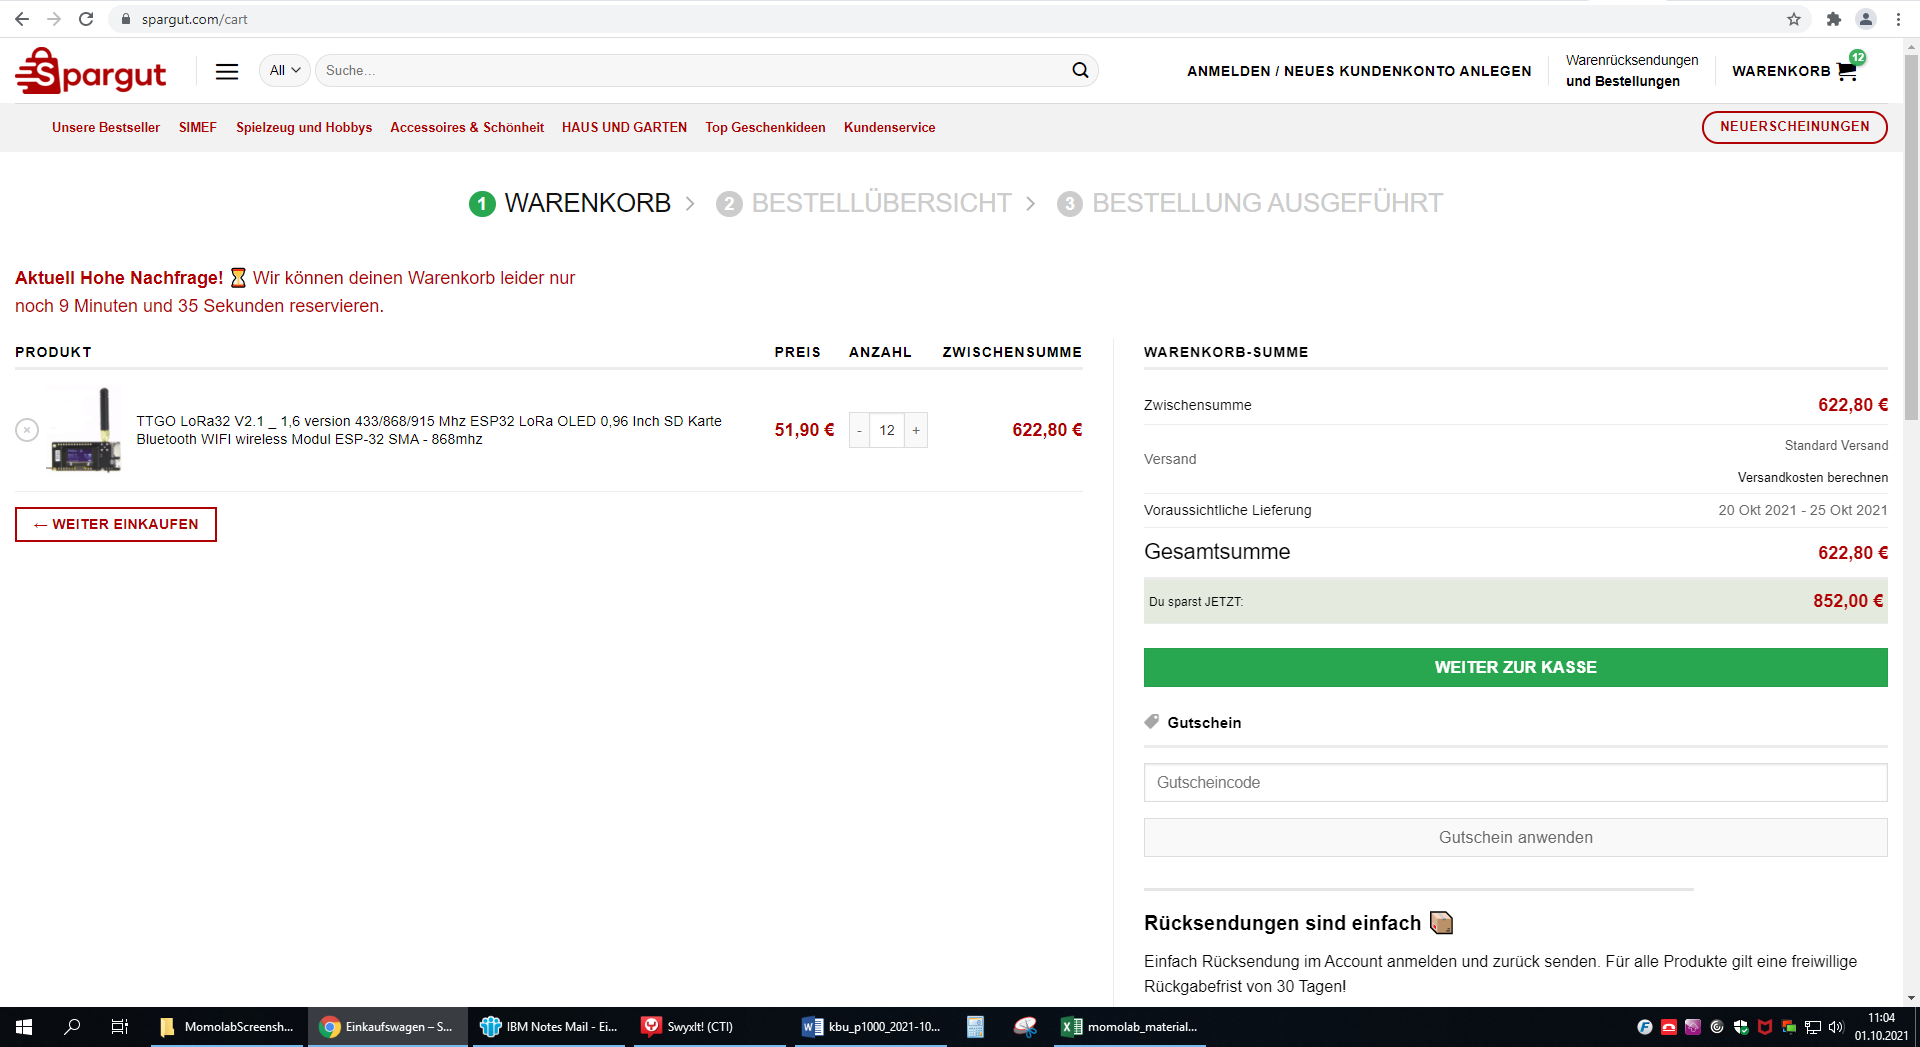 spargut.com/cart
Spargut
All
Suche...
ANMELDEN / NEUES KUNDENKONTO ANLEGEN
Warenrücksendungen
und Bestellungen
WARENKORB
12
Unsere Bestseller
SIMEF
Spielzeug und Hobbys
Accessoires & Schönheit
HAUS UND GARTEN
Top Geschenkideen
Kundenservice
NEUERSCHEINUNGEN
1 WARENKORB
2 BESTELLÜBERSICHT
3 BESTELLUNG AUSGEFÜHRT
Aktuell Hohe Nachfrage! ⏳ Wir können deinen Warenkorb leider nur
noch 9 Minuten und 35 Sekunden reservieren.
PRODUKT PREIS ANZAHL ZWISCHENSUMME
TTGO LoRa32 V2.1 _ 1,6 version 433/868/915 Mhz ESP32 LoRa OLED 0,96 Inch SD Karte
Bluetooth WIFI wireless Modul ESP-32 SMA - 868mhz
51,90 € - 12 + 622,80 €
← WEITER EINKAUFEN
WARENKORB-SUMME
Zwischensumme 622,80 €
Standard Versand
Versand
Versandkosten berechnen
Voraussichtliche Lieferung 20 Okt 2021 - 25 Okt 2021
Gesamtsumme 622,80 €
Du sparst JETZT: 852,00 €
WEITER ZUR KASSE
Gutschein
Gutscheincode
Gutschein anwenden
Rücksendungen sind einfach
Einfach Rücksendung im Account anmelden und zurück senden. Für alle Produkte gilt eine freiwillige
Rückgabefrist von 30 Tagen!
MomolabScreensh...
Einkaufswagen – S...
IBM Notes Mail - Ei...
SwyxIt! (CTI)
kbu_p1000_2021-10...
momolab_material...
11:04
01.10.2021